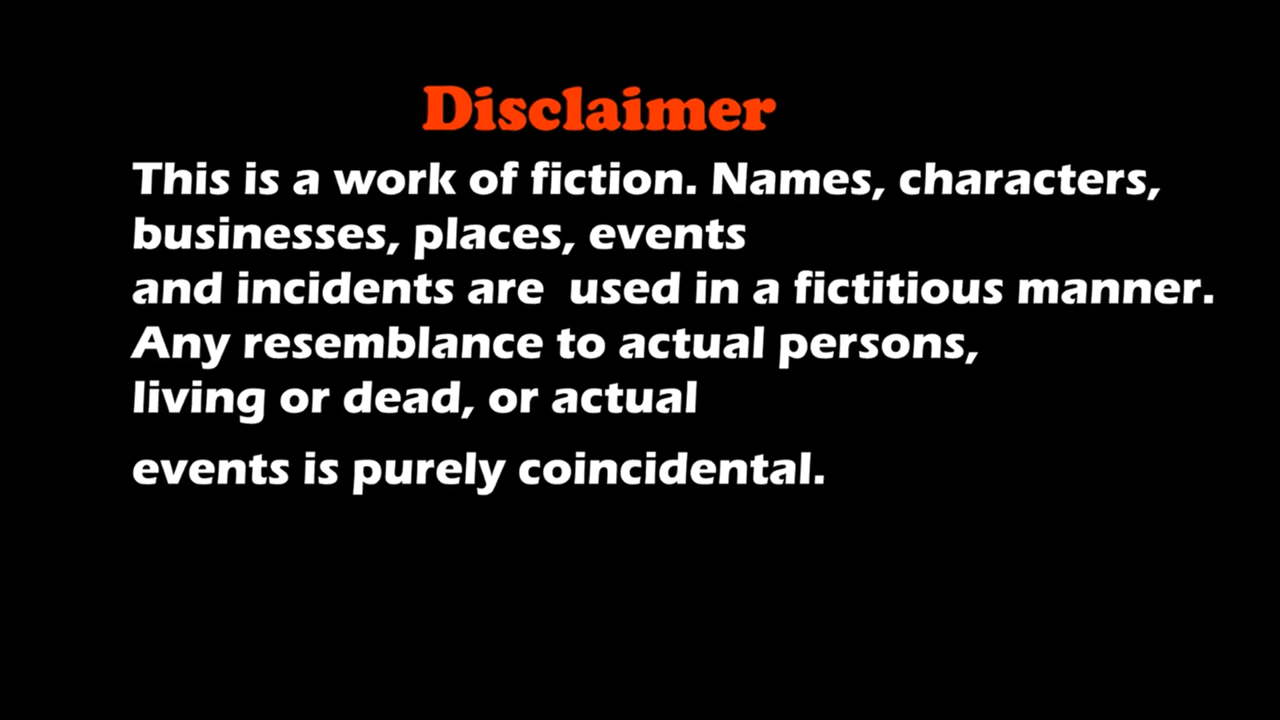 Disclaimer
This is a work of fiction. Names, characters,
businesses, places, events
and incidents are used in a fictitious manner.
Any resemblance to actual persons,
living or dead, or actual
events is purely coincidental.